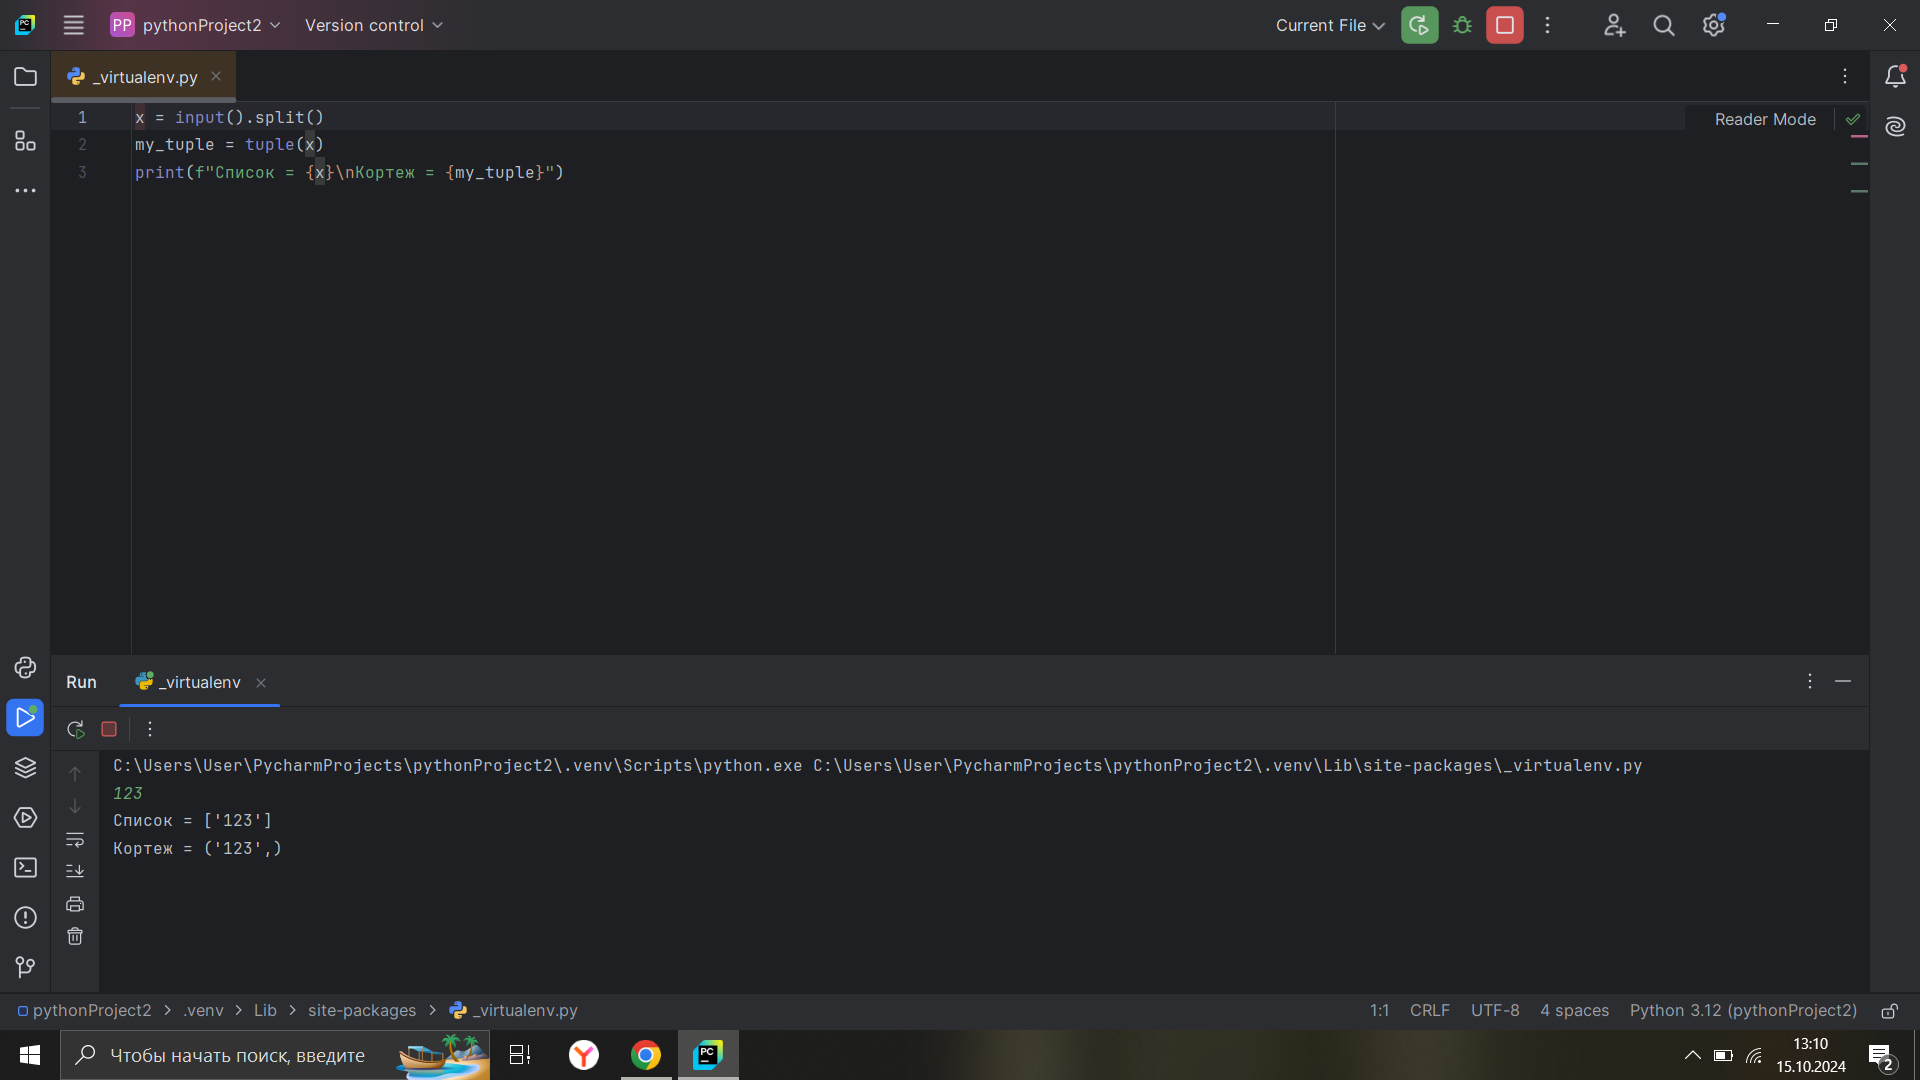 PC PP pythonProject2 Version control Current File
_virtualenv.py
1 x = input().split()
2 my_tuple = tuple(x)
3 print(f"Список = {x}\nКортеж = {my_tuple}")
Reader Mode
Run _virtualenv
C:\Users\User\PycharmProjects\pythonProject2\.venv\Scripts\python.exe C:\Users\User\PycharmProjects\pythonProject2\.venv\Lib\site-packages\_virtualenv.py
123
Список = ['123']
Кортеж = ('123',)
pythonProject2 > .venv > Lib > site-packages > _virtualenv.py 1:1 CRLF UTF-8 4 spaces Python 3.12 (pythonProject2)
Чтобы начать поиск, введите Y PC 13:10
15.10.2024 2